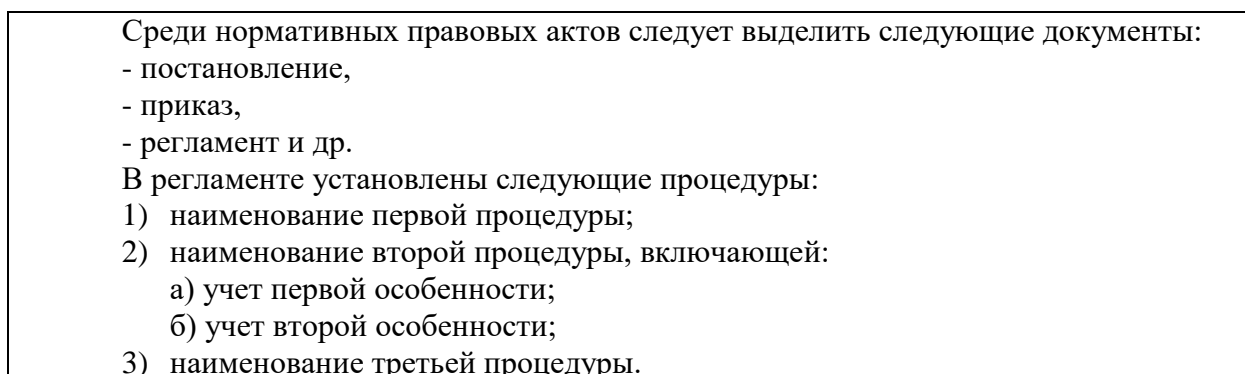 Среди нормативных правовых актов следует выделить следующие документы:
- постановление,
- приказ,
- регламент и др.
В регламенте установлены следующие процедуры:
1) наименование первой процедуры;
2) наименование второй процедуры, включающей:
а) учет первой особенности;
б) учет второй особенности;
3) наименование третьей процедуры.